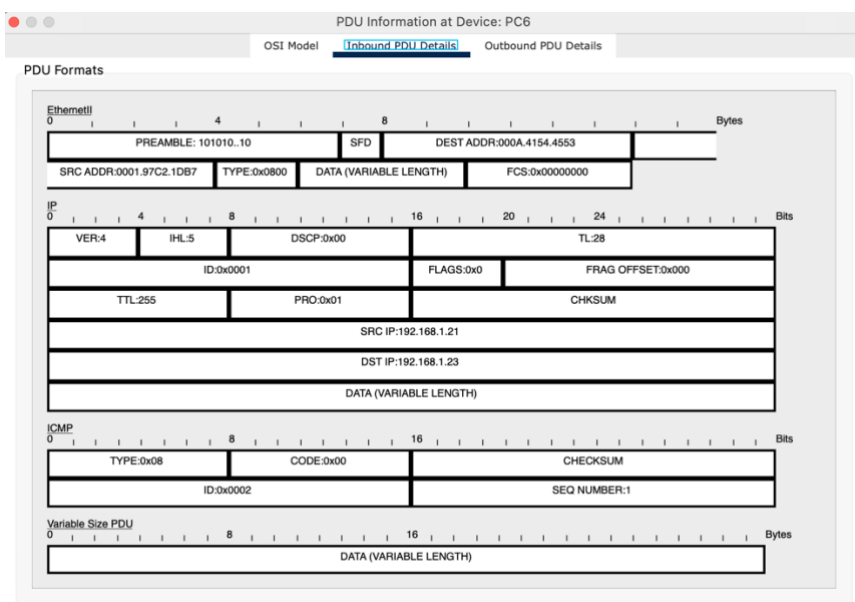 PDU Information at Device: PC6
OSI Model Inbound PDU Details Outbound PDU Details
PDU Formats
EthernetII
0 4 8 Bytes
PREAMBLE: 101010..10 SFD DEST ADDR:000A.4154.4553
SRC ADDR:0001.97C2.1DB7 TYPE:0x0800 DATA (VARIABLE LENGTH) FCS:0x00000000
IP
0 4 8 16 20 24 Bits
VER:4 IHL:5 DSCP:0x00 TL:28
ID:0x0001 FLAGS:0x0 FRAG OFFSET:0x000
TTL:255 PRO:0x01 CHKSUM
SRC IP:192.168.1.21
DST IP:192.168.1.23
DATA (VARIABLE LENGTH)
ICMP
0 8 16 Bits
TYPE:0x08 CODE:0x00 CHECKSUM
ID:0x0002 SEQ NUMBER:1
Variable Size PDU
0 8 16 Bytes
DATA (VARIABLE LENGTH)